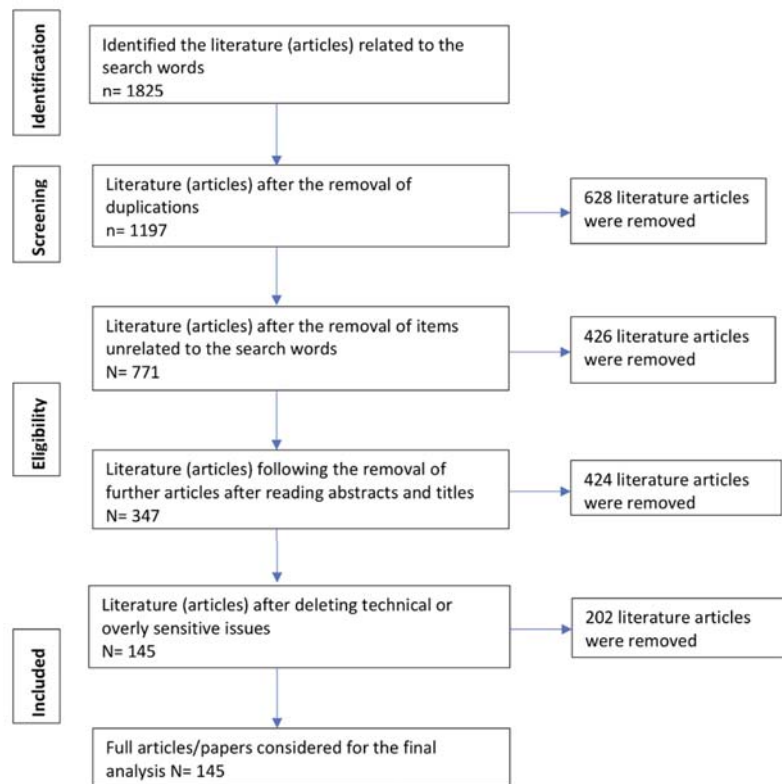 Identification
Identified the literature (articles) related to the
search words
n= 1825
Screening
Literature (articles) after the removal of
duplications
n= 1197
628 literature articles
were removed
Eligibility
Literature (articles) after the removal of items
unrelated to the search words
N= 771
426 literature articles
were removed
Literature (articles) following the removal of
further articles after reading abstracts and titles
N= 347
424 literature articles
were removed
Included
Literature (articles) after deleting technical or
overly sensitive issues
N= 145
202 literature articles
were removed
Full articles/papers considered for the final
analysis N= 145